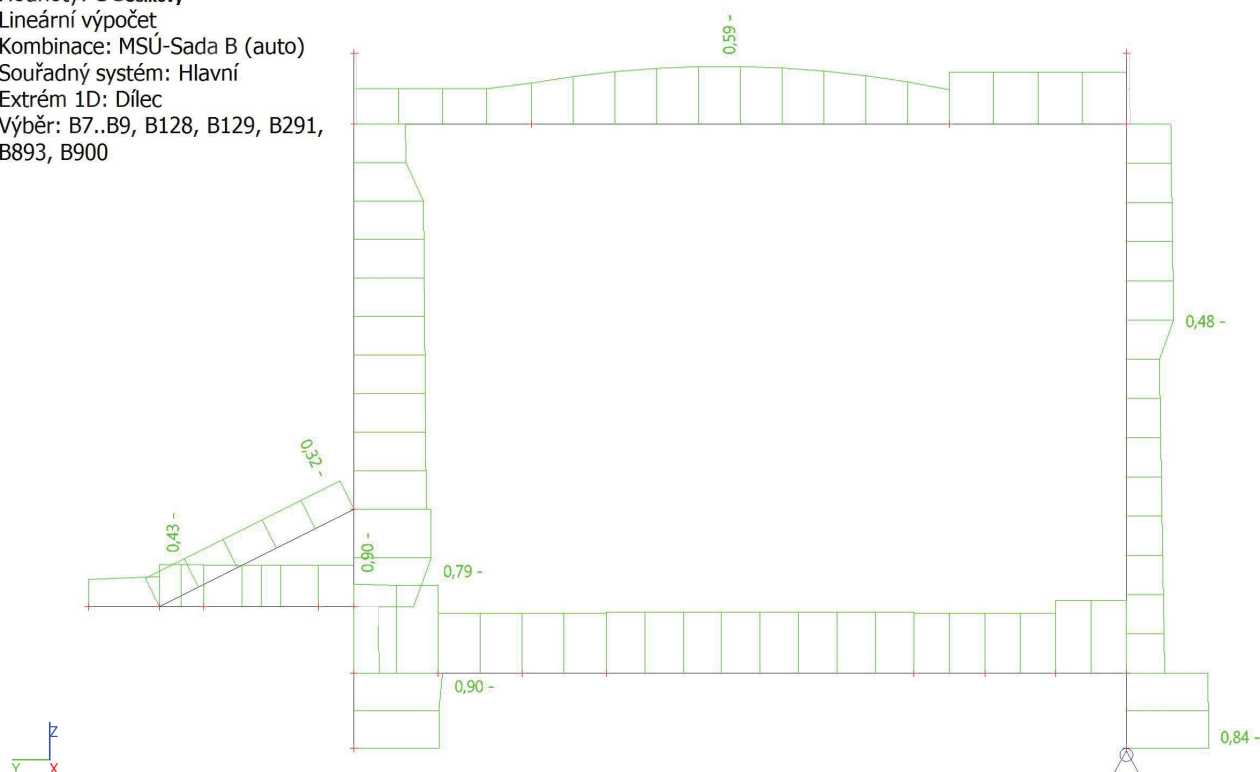 Lineární výpočet
Kombinace: MSÚ-Sada B (auto)
Souřadný systém: Hlavní
Extrém 1D: Dílec
Výběr: B7..B9, B128, B129, B291,
B893, B900
0,59 -
0,48 -
0,32 -
0,43 -
0,90 -
0,79 -
0,90 -
0,84 -
Z
Y
X